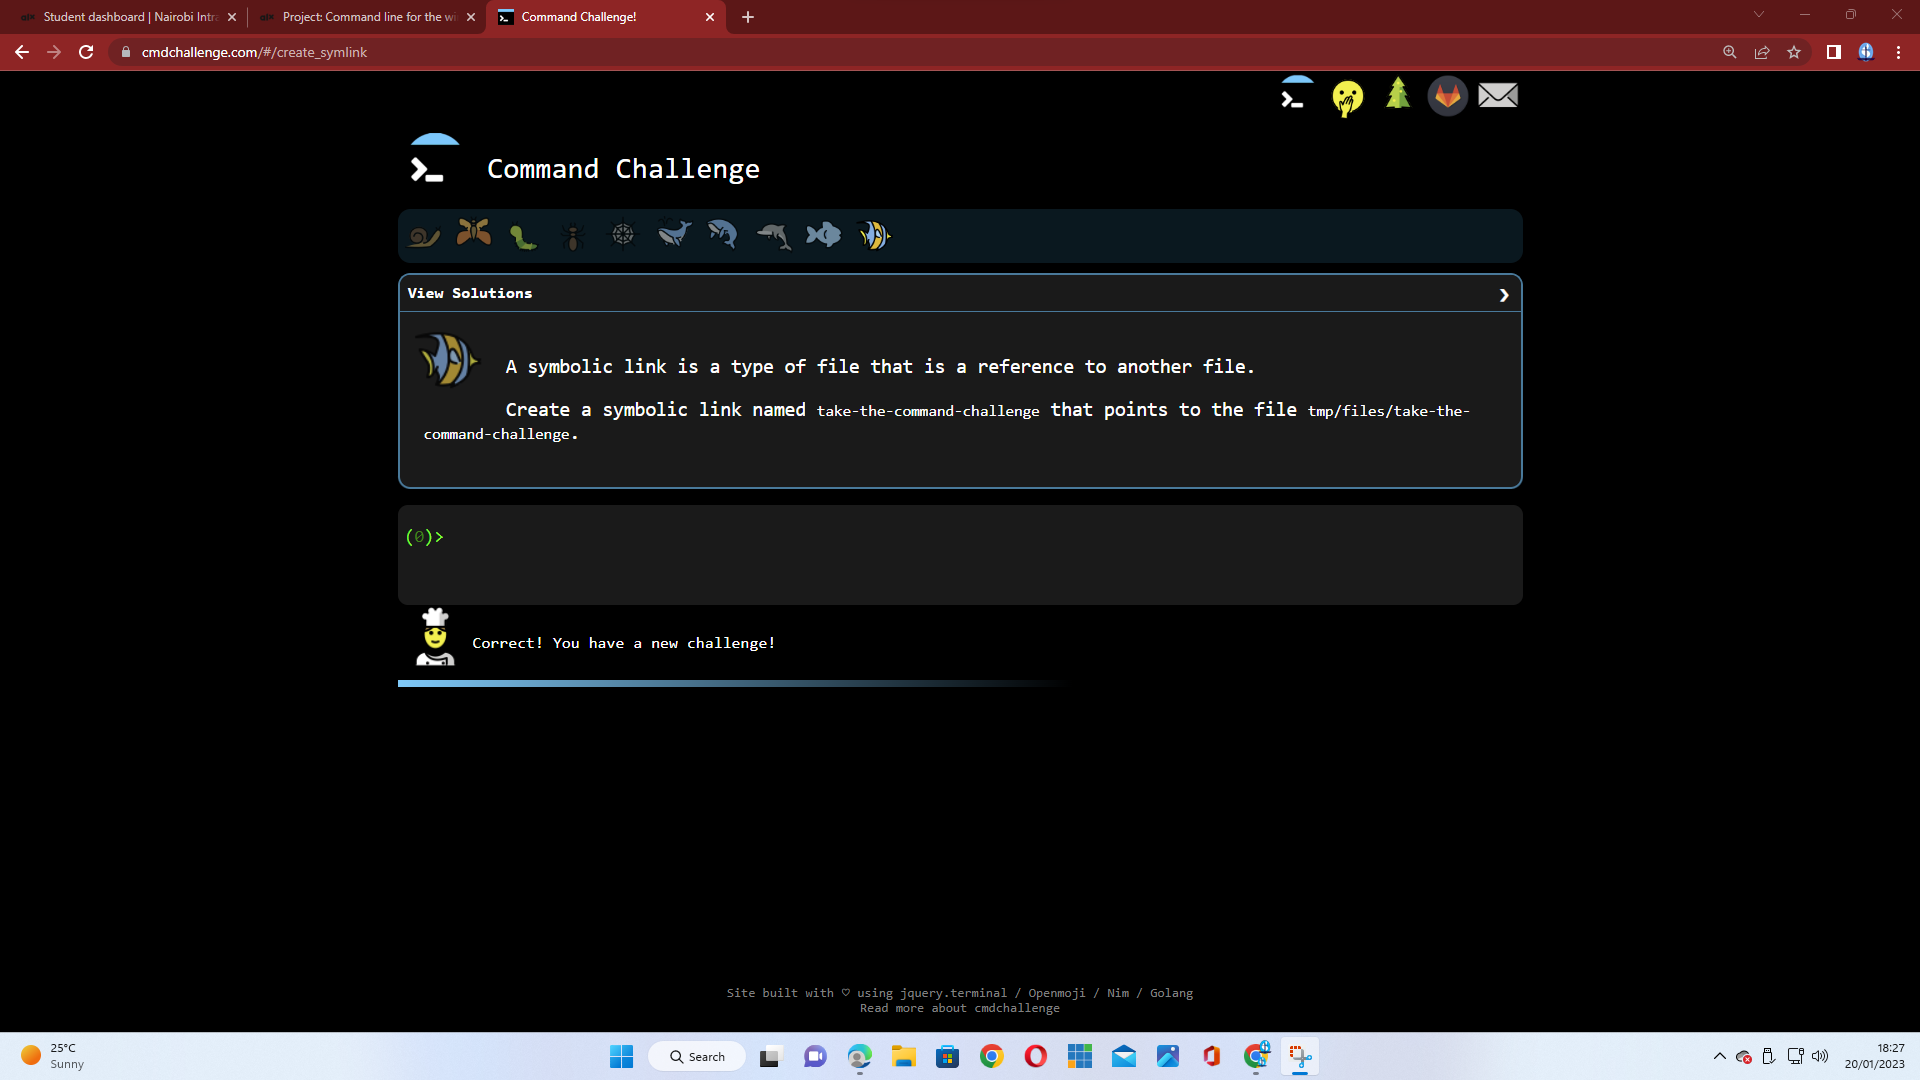 Student dashboard | Nairobi Intra
Project: Command line for the wi
Command Challenge!
cmdchallenge.com/#/create_symlink
Command Challenge
View Solutions
A symbolic link is a type of file that is a reference to another file.
Create a symbolic link named take-the-command-challenge that points to the file tmp/files/take-the-
command-challenge.
(0)>
Correct! You have a new challenge!
Site built with ♡ using jquery.terminal / Openmoji / Nim / Golang
Read more about cmdchallenge
25°C
Sunny
Search
18:27
20/01/2023